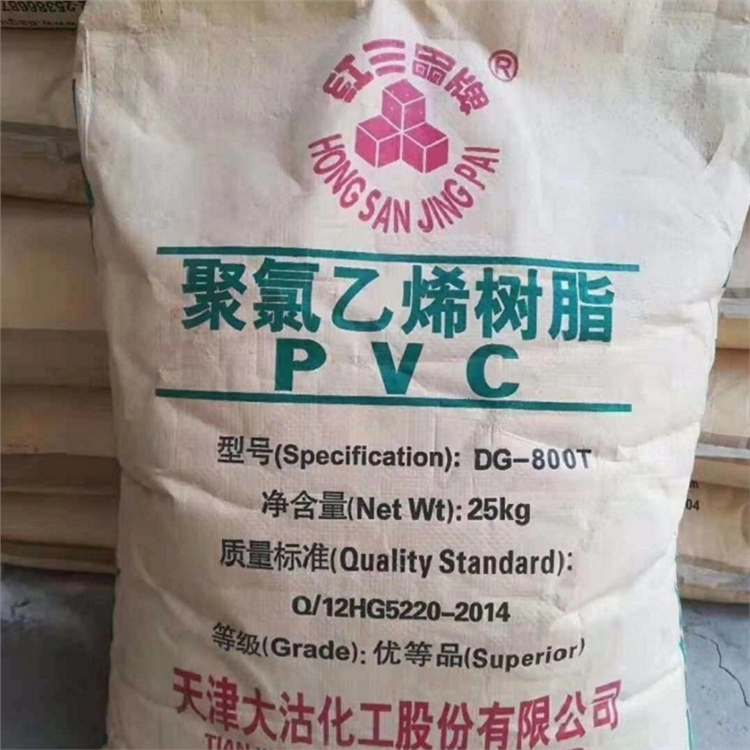 红三晶牌®
HONG SAN JING PAI
聚氯乙烯树脂
PVC
型号(Specification): DG-800T
净含量(Net Wt): 25kg
质量标准(Quality Standard):
Q/12HG5220-2014
等级(Grade): 优等品(Superior)
天津大沽化工股份有限公司
04